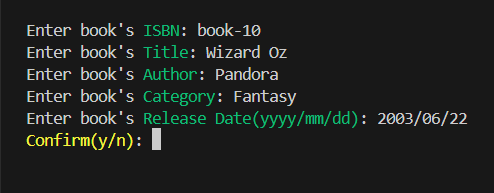 Enter book's ISBN: book-10
Enter book's Title: Wizard Oz
Enter book's Author: Pandora
Enter book's Category: Fantasy
Enter book's Release Date(yyyy/mm/dd): 2003/06/22
Confirm(y/n):